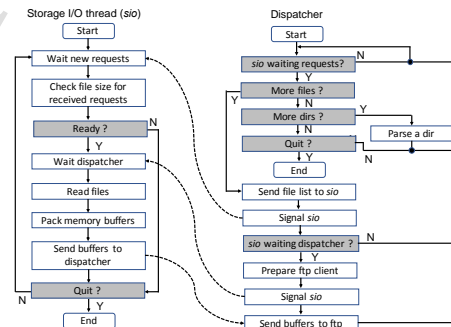 Storage I/O thread (sio)
Start
Wait new requests
Check file size for
received requests
Ready ?
N
Y
Wait dispatcher
Read files
Pack memory buffers
Send buffers to
dispatcher
Quit ?
N
Y
End
Dispatcher
Start
sio waiting requests?
N
Y
More files ?
Y
N
More dirs ?
Y
N
Parse a dir
Quit ?
N
Y
End
Send file list to sio
Signal sio
sio waiting dispatcher ?
N
Y
Prepare ftp client
Signal sio
Send buffers to ftp